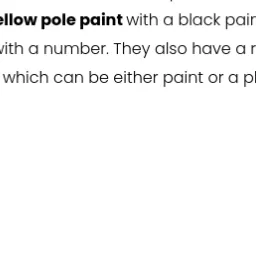 ellow pole paint with a black pain
with a number. They also have a r
which can be either paint or a pl